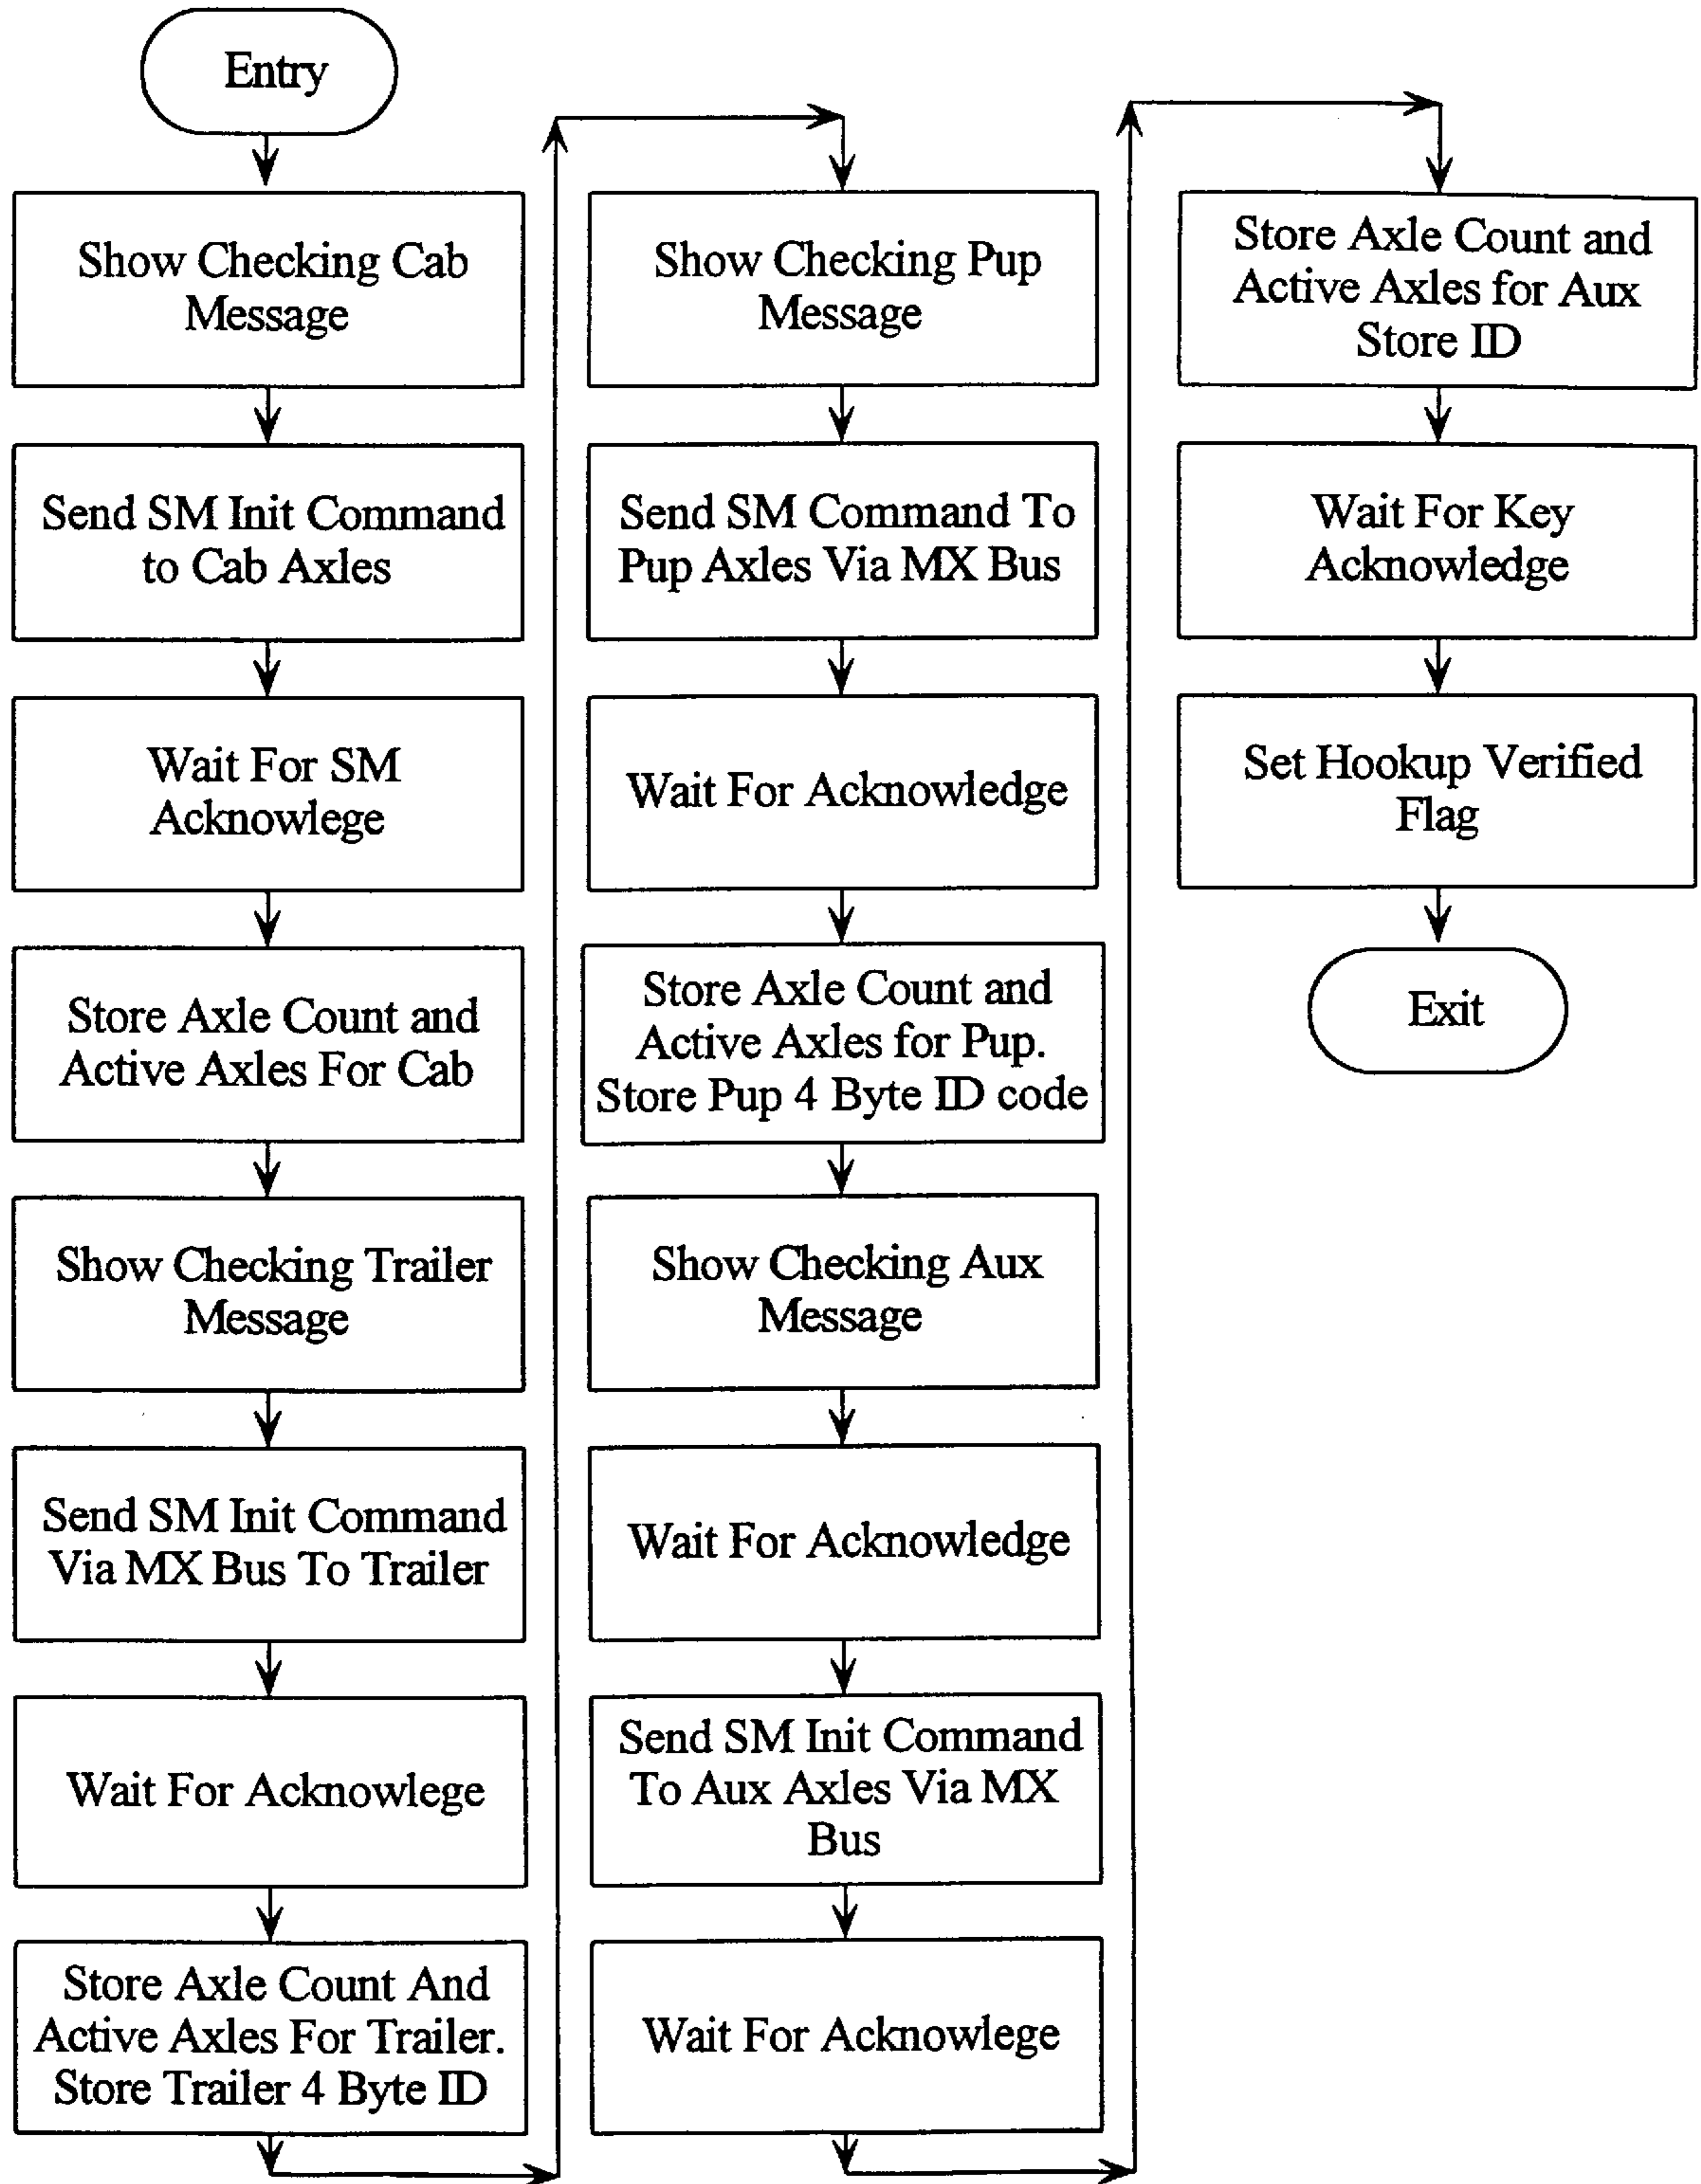 Entry
Show Checking Cab
Message
Send SM Init Command
to Cab Axles
Wait For SM
Acknowlege
Store Axle Count and
Active Axles For Cab
Show Checking Trailer
Message
Send SM Init Command
Via MX Bus To Trailer
Wait For Acknowlege
Store Axle Count And
Active Axles For Trailer.
Store Trailer 4 Byte ID
Show Checking Pup
Message
Send SM Command To
Pup Axles Via MX Bus
Wait For Acknowledge
Store Axle Count and
Active Axles for Pup.
Store Pup 4 Byte ID code
Show Checking Aux
Message
Wait For Acknowledge
Send SM Init Command
To Aux Axles Via MX
Bus
Wait For Acknowlege
Store Axle Count and
Active Axles for Aux
Store ID
Wait For Key
Acknowledge
Set Hookup Verified
Flag
Exit